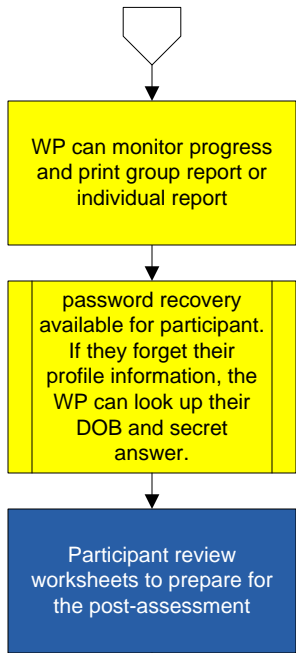 WP can monitor progress
and print group report or
individual report
password recovery
available for participant.
If they forget their
profile information, the
WP can look up their
DOB and secret
answer.
Participant review
worksheets to prepare for
the post-assessment